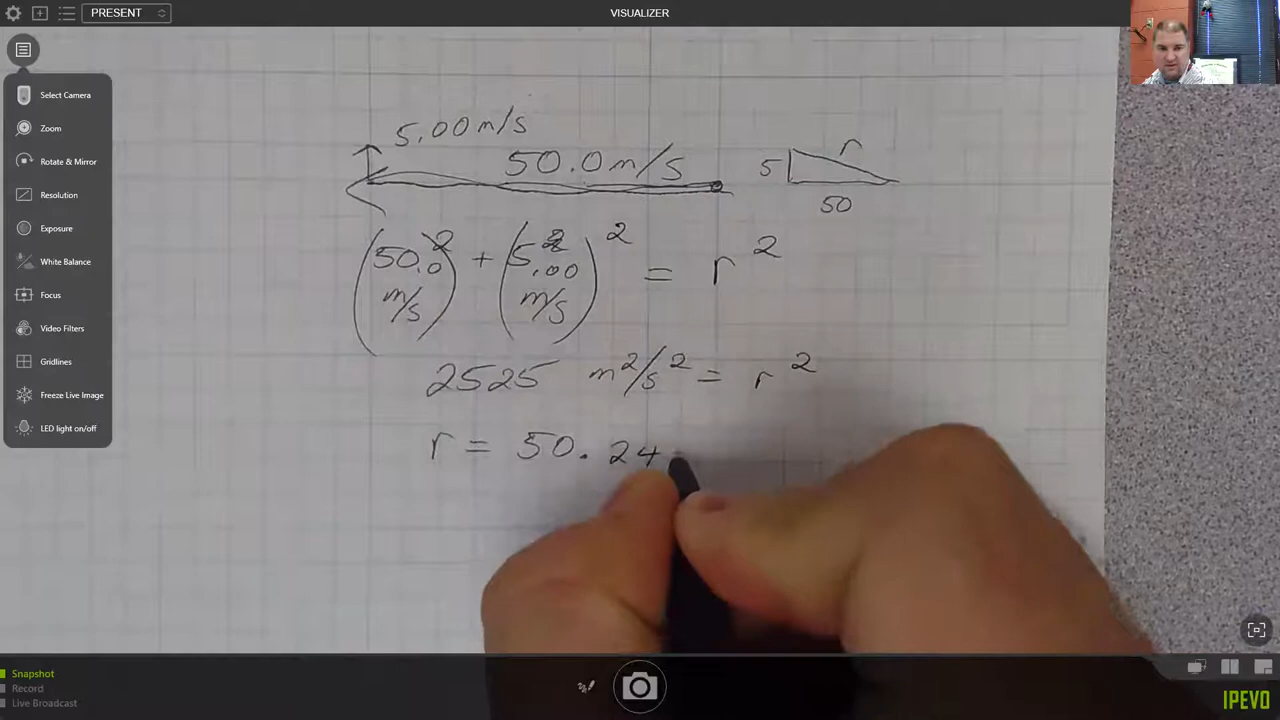 PRESENT
VISUALIZER
Select Camera
Zoom
Rotate & Mirror
Resolution
Exposure
White Balance
Focus
Video Filters
Gridlines
Freeze Live Image
LED light on/off
5.00 m/s
50.0 m/s
5
r
50
(50.0 m/s)² + (5.00 m/s)² = r²
2525 m²/s² = r²
r = 50.24
Snapshot
Record
Live Broadcast
IPEVO